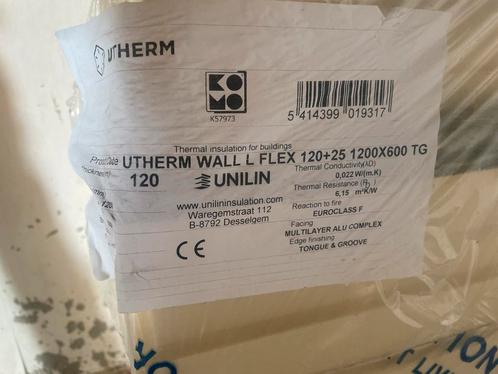 UTHERM
KOMO
K57973
5 414399 019317
Thermal insulation for buildings
UTHERM WALL L FLEX 120+25 1200X600 TG
120 UNILIN
Thermal Conductivity(λD)
0,022 W/(m.K)
Thermal Resistance
6,15 m²K/W
www.unilininsulation.com
Waregemstraat 112
B-8792 Desselgem
Reaction to fire
EUROCLASS F
Facing
MULTILAYER ALU COMPLEX
Edge finishing
TONGUE & GROOVE
CE